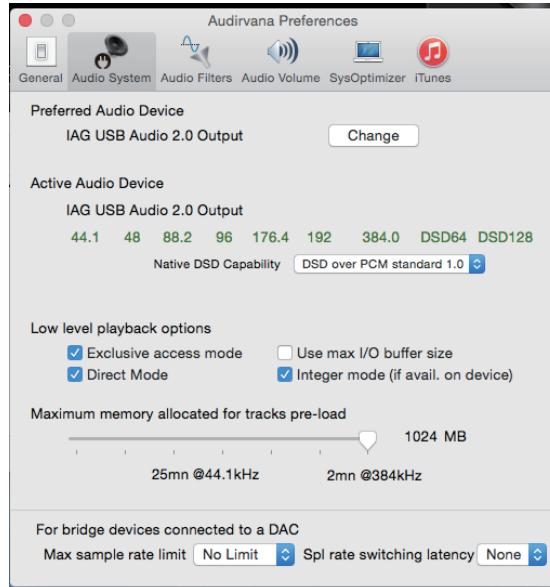 Audirvana Preferences
General Audio System Audio Filters Audio Volume SysOptimizer iTunes
Preferred Audio Device
IAG USB Audio 2.0 Output Change
Active Audio Device
IAG USB Audio 2.0 Output
44.1 48 88.2 96 176.4 192 384.0 DSD64 DSD128
Native DSD Capability DSD over PCM standard 1.0
Low level playback options
Exclusive access mode Use max I/O buffer size
Direct Mode Integer mode (if avail. on device)
Maximum memory allocated for tracks pre-load
1024 MB
25mn @44.1kHz 2mn @384kHz
For bridge devices connected to a DAC
Max sample rate limit No Limit Spl rate switching latency None